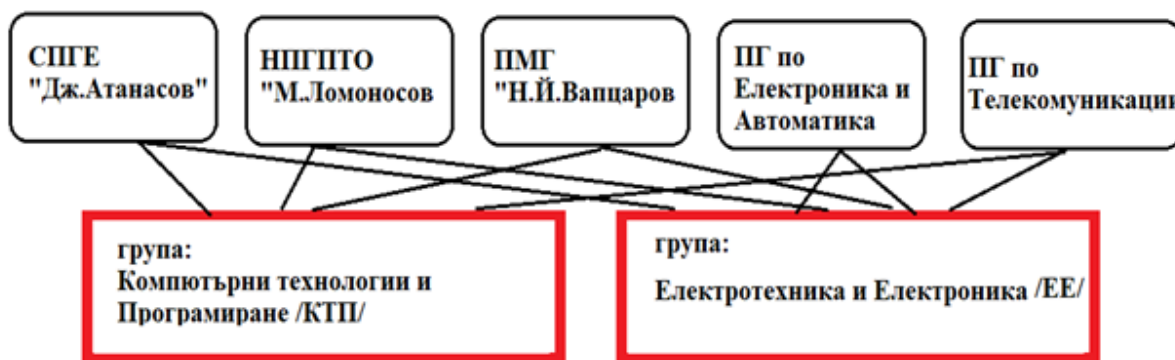 СПГЕ
"Дж.Атанасов"
НПГПТО
"М.Ломоносов
ПМГ
"Н.Й.Вапцаров
ПГ по
Електроника и
Автоматика
ПГ по
Телекомуникации
група:
Компютърни технологии и
Програмиране /КТП/
група:
Електротехника и Електроника /ЕЕ/